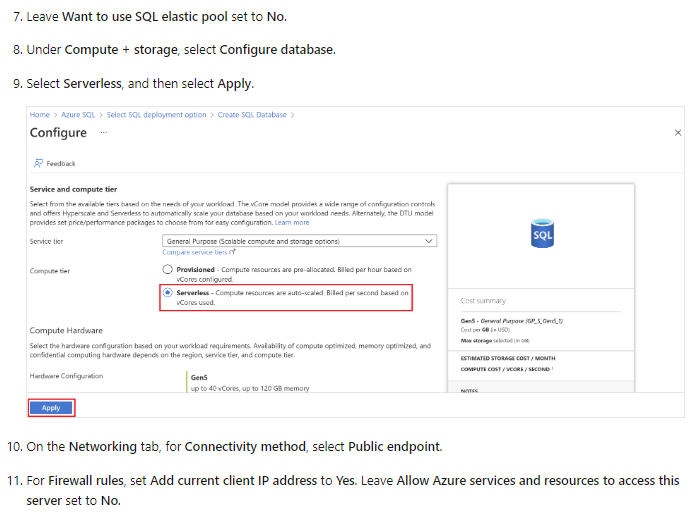 7. Leave Want to use SQL elastic pool set to No.
8. Under Compute + storage, select Configure database.
9. Select Serverless, and then select Apply.
Home > Azure SQL > Select SQL deployment option > Create SQL Database >
Configure ...
Feedback
Service and compute tier
Select from the available tiers based on the needs of your workload. The vCore model provides a wide range of configuration controls
and offers Hyperscale and Serverless to automatically scale your database based on your workload needs. Alternately, the DTU model
provides set price/performance packages to choose from for easy configuration. Learn more
Service tier
General Purpose (Scalable compute and storage options)
Compare service tiers
Compute tier
Provisioned - Compute resources are pre-allocated. Billed per hour based on
vCores configured.
Serverless - Compute resources are auto-scaled. Billed per second based on
vCores used.
Compute Hardware
Select the hardware configuration based on your workload requirements. Availability of compute optimized, memory optimized, and
confidential computing hardware depends on the region, service tier, and compute tier.
Hardware Configuration
Gen5
up to 40 vCores, up to 120 GB memory
SQL
Cost summary
Gen5 - General Purpose (GP_S_Gen5_1)
Cost per GB (in USD)
Max storage selected (in GB)
ESTIMATED STORAGE COST / MONTH
COMPUTE COST / VCORE / SECOND 1
NOTES
Apply
10. On the Networking tab, for Connectivity method, select Public endpoint.
11. For Firewall rules, set Add current client IP address to Yes. Leave Allow Azure services and resources to access this
server set to No.